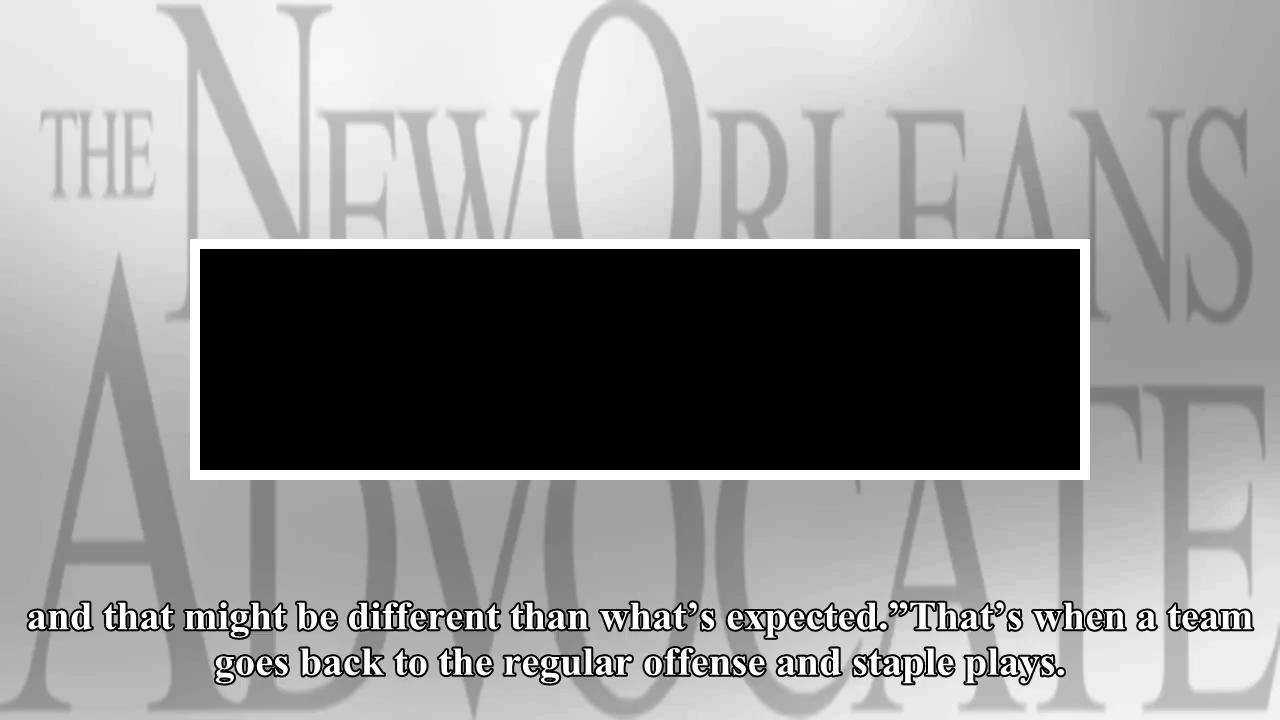 THE NEW ORLEANS
ADVOCATE
and that might be different than what’s expected.”That’s when a team
goes back to the regular offense and staple plays.